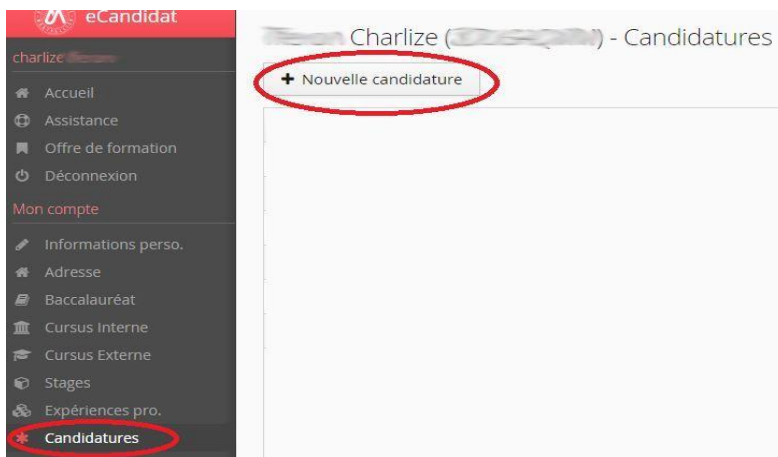 eCandidat
charlize
Accueil
Assistance
Offre de formation
Déconnexion
Mon compte
Informations perso.
Adresse
Baccalauréat
Cursus Interne
Cursus Externe
Stages
Expériences pro.
Candidatures
Charlize ( ) - Candidatures
+ Nouvelle candidature